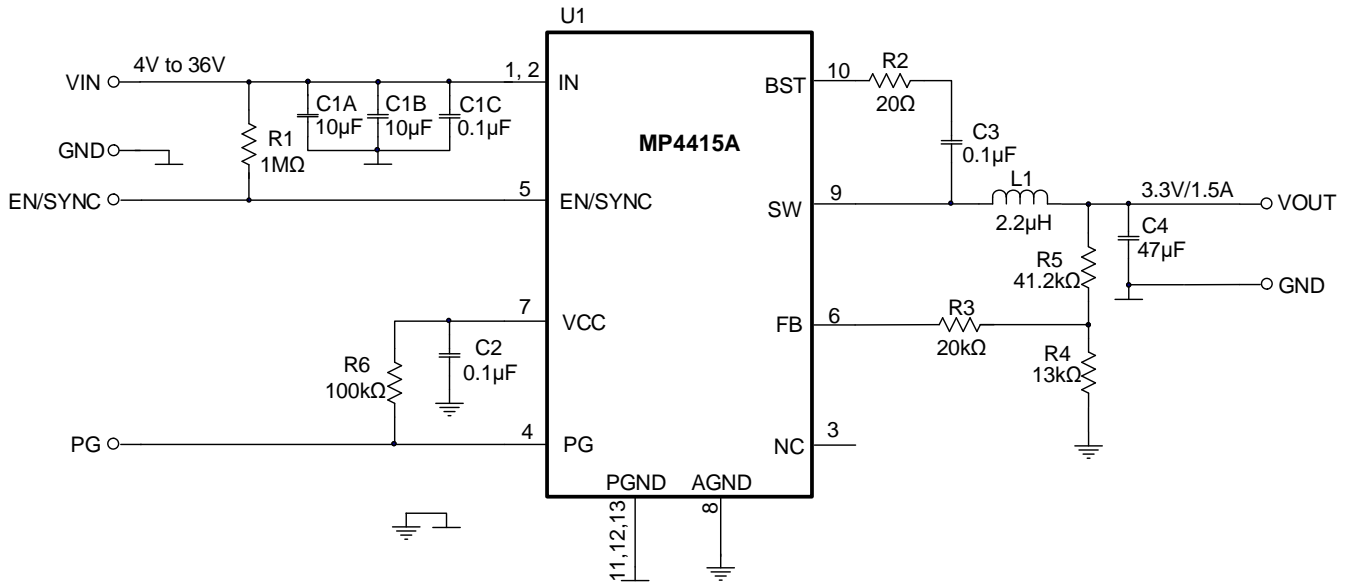 U1
VIN
4V to 36V
1, 2
IN
C1A
10µF
C1B
10µF
C1C
0.1µF
R1
1MΩ
GND
EN/SYNC
5
EN/SYNC
MP4415A
BST
10
R2
20Ω
C3
0.1µF
SW
9
L1
2.2µH
3.3V/1.5A
VOUT
C4
47µF
R5
41.2kΩ
GND
7
VCC
C2
0.1µF
R6
100kΩ
FB
6
R3
20kΩ
R4
13kΩ
PG
4
PG
NC
3
PGND
AGND
11,12,13
8